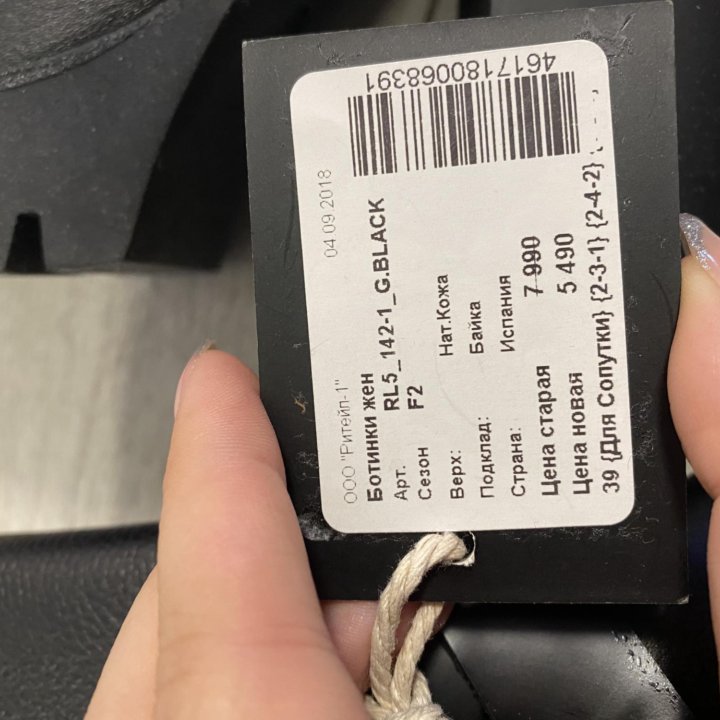 ООО "Ритейл-1" 04.09.2018
Ботинки жен
Арт. RL5_142-1_G.BLACK
Сезон F2
Верх: Нат.Кожа
Подклад: Байка
Страна: Испания
Цена старая 7 990
Цена новая 5 490
39 {Для Сопутки} {2-3-1} {2-4-2}
4617180068391